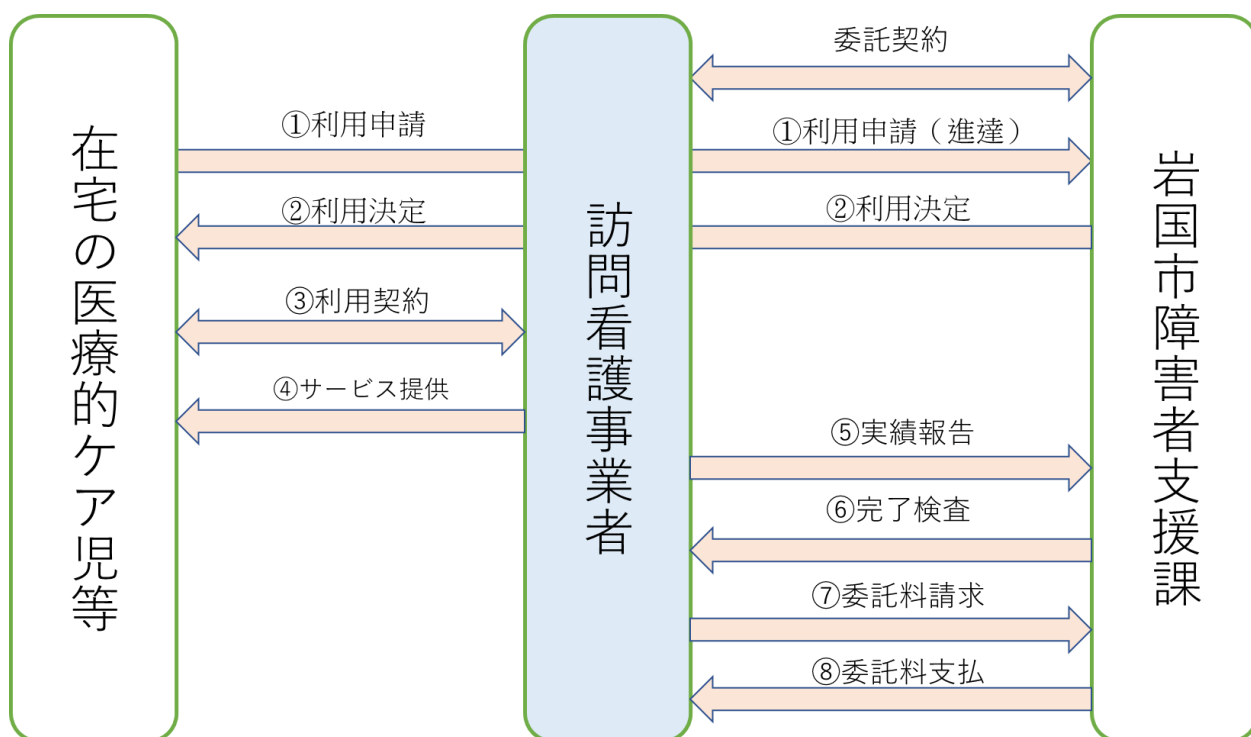 在宅の医療的ケア児等
訪問看護事業者
岩国市障害者支援課
委託契約
①利用申請
①利用申請（進達）
②利用決定
②利用決定
③利用契約
④サービス提供
⑤実績報告
⑥完了検査
⑦委託料請求
⑧委託料支払